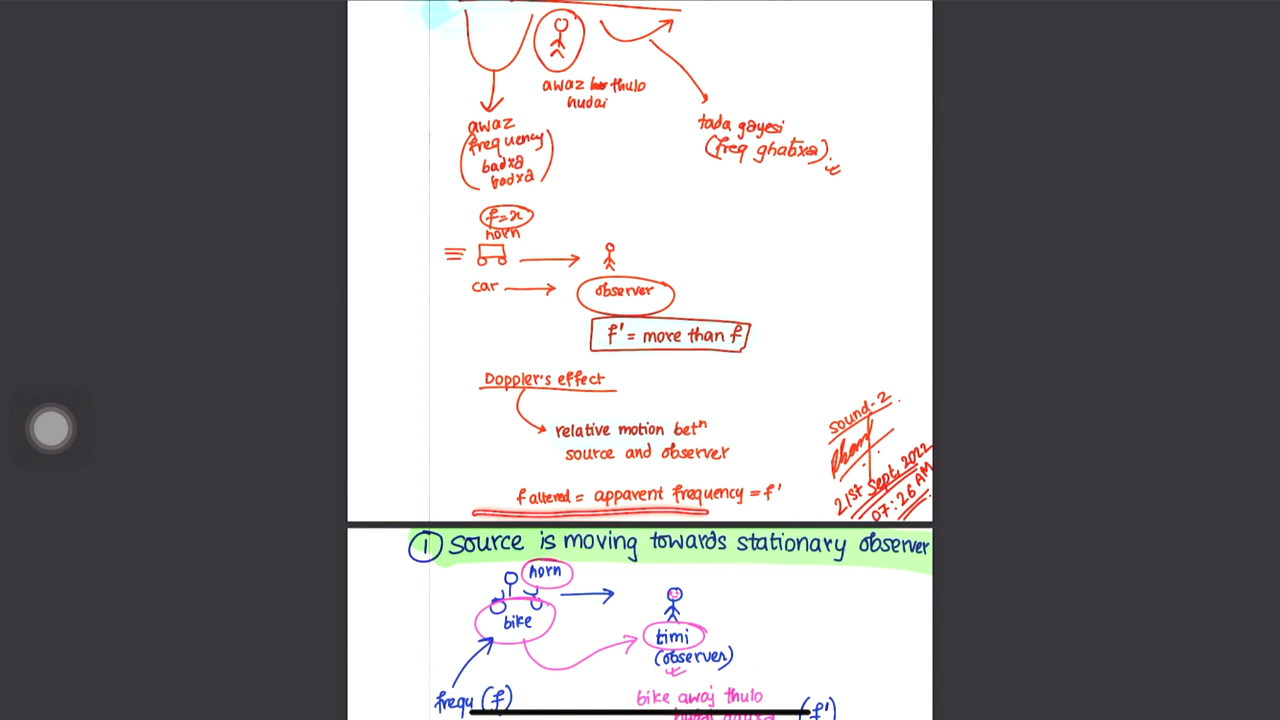 awaz thulo
hudai
awaz
(frequency
badxa
badxa)
tada gayesi
(freq ghatxa).
f=x
horn
car
observer
f' = more than f
Doppler's effect
relative motion betn
source and observer
f altered = apparent frequency = f'
sound-2.
21st Sept, 2022
07:26 AM
① source is moving towards stationary observer
horn
bike
timi
(observer)
frequ (f)
bike awaj thulo
(f')